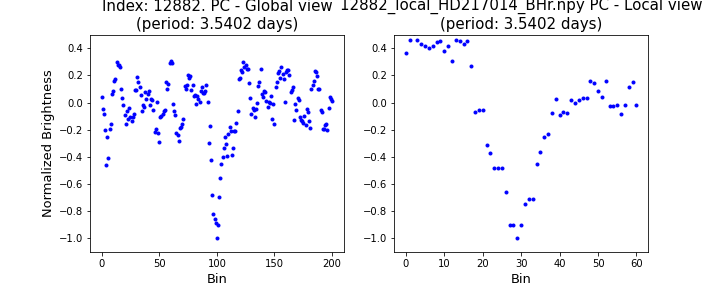 Index: 12882. PC - Global view
(period: 3.5402 days)
12882_local_HD217014_BHr.npy PC - Local view
(period: 3.5402 days)
Normalized Brightness
0.4
0.2
0.0
−0.2
−0.4
−0.6
−0.8
−1.0
0 50 100 150 200
Bin
0.4
0.2
0.0
−0.2
−0.4
−0.6
−0.8
−1.0
0 10 20 30 40 50 60
Bin